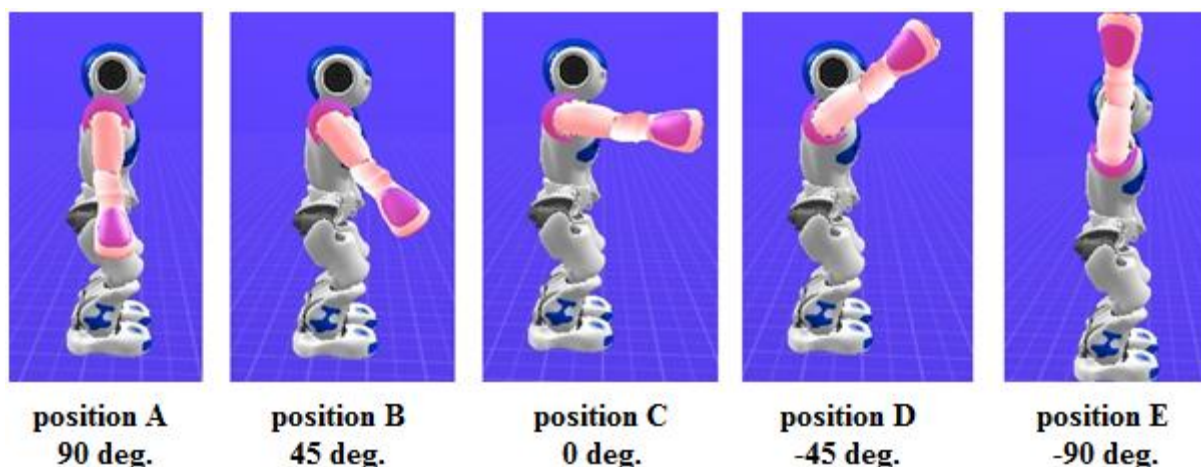 position A
90 deg.
position B
45 deg.
position C
0 deg.
position D
-45 deg.
position E
-90 deg.